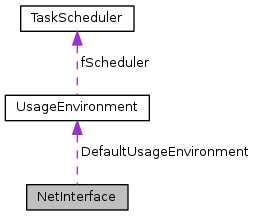 TaskScheduler
fScheduler
UsageEnvironment
DefaultUsageEnvironment
NetInterface